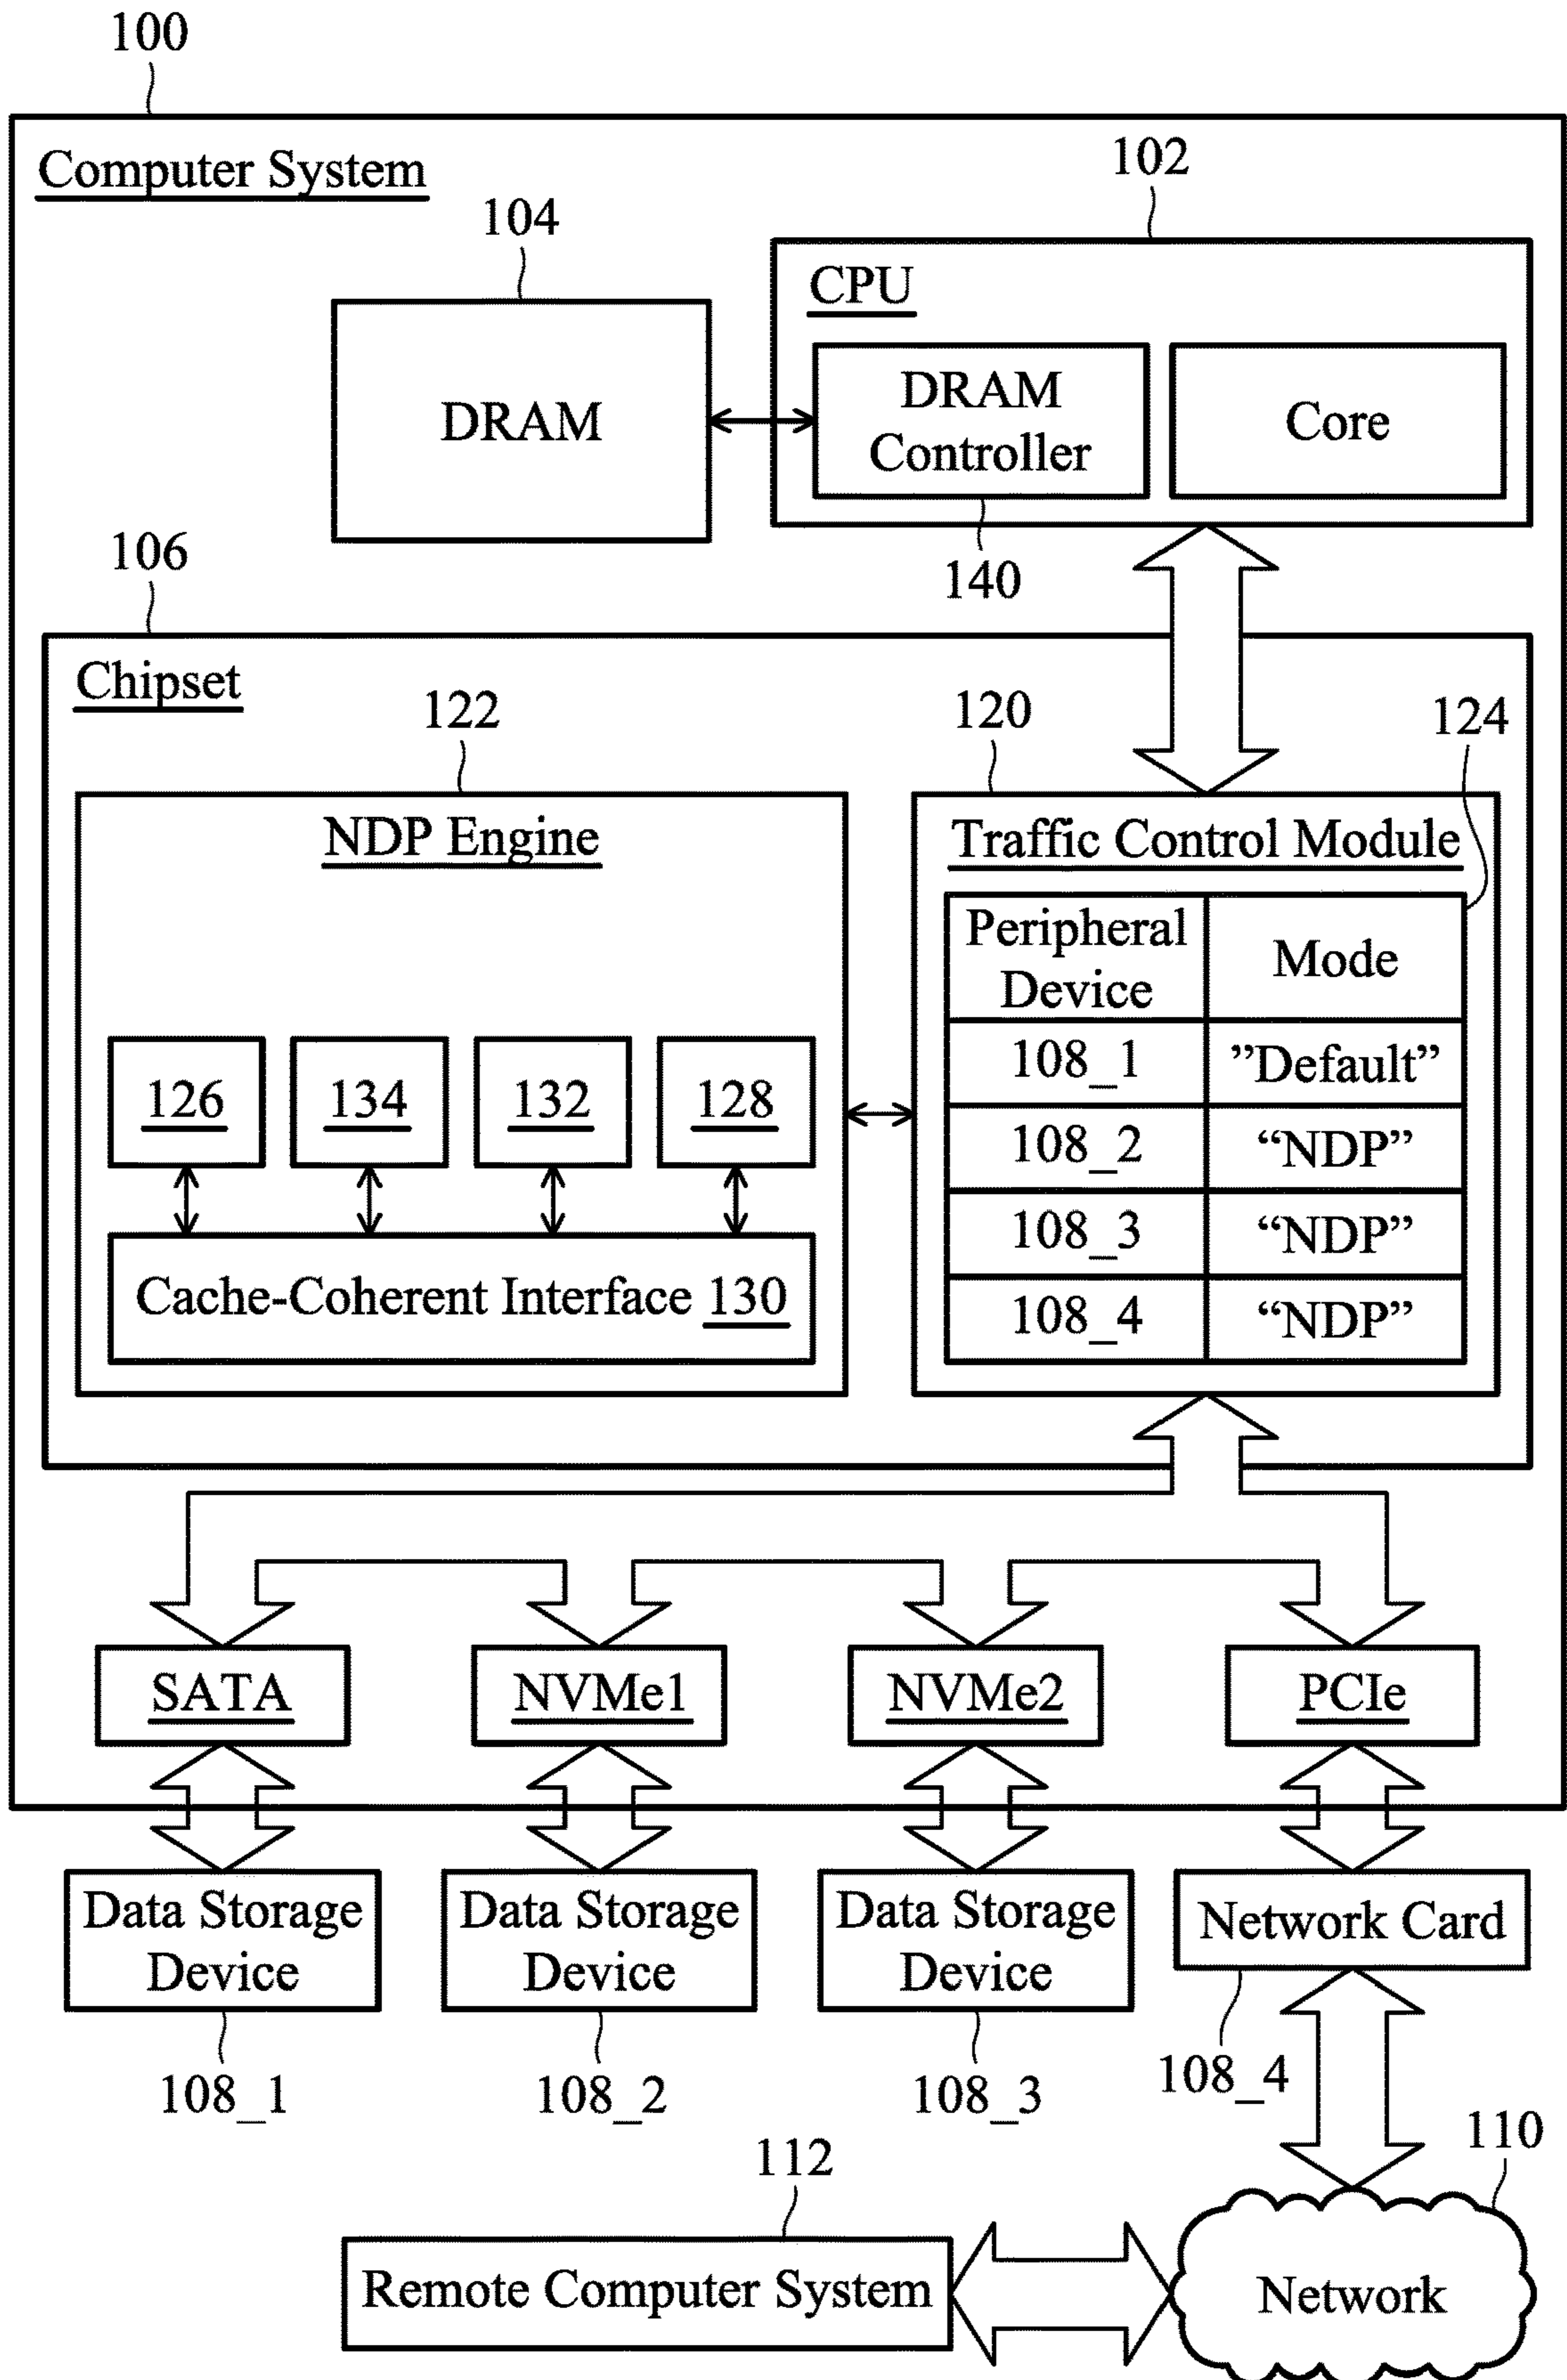 100
Computer System
102
104
CPU
DRAM
DRAM
Controller
Core
140
106
Chipset
122
120
124
NDP Engine
126
134
132
128
Cache-Coherent Interface 130
Traffic Control Module
Peripheral
Device
Mode
108_1
”Default”
108_2
“NDP”
108_3
“NDP”
108_4
“NDP”
SATA
NVMe1
NVMe2
PCIe
Data Storage
Device
Data Storage
Device
Data Storage
Device
Network Card
108_1
108_2
108_3
108_4
110
112
Remote Computer System
Network